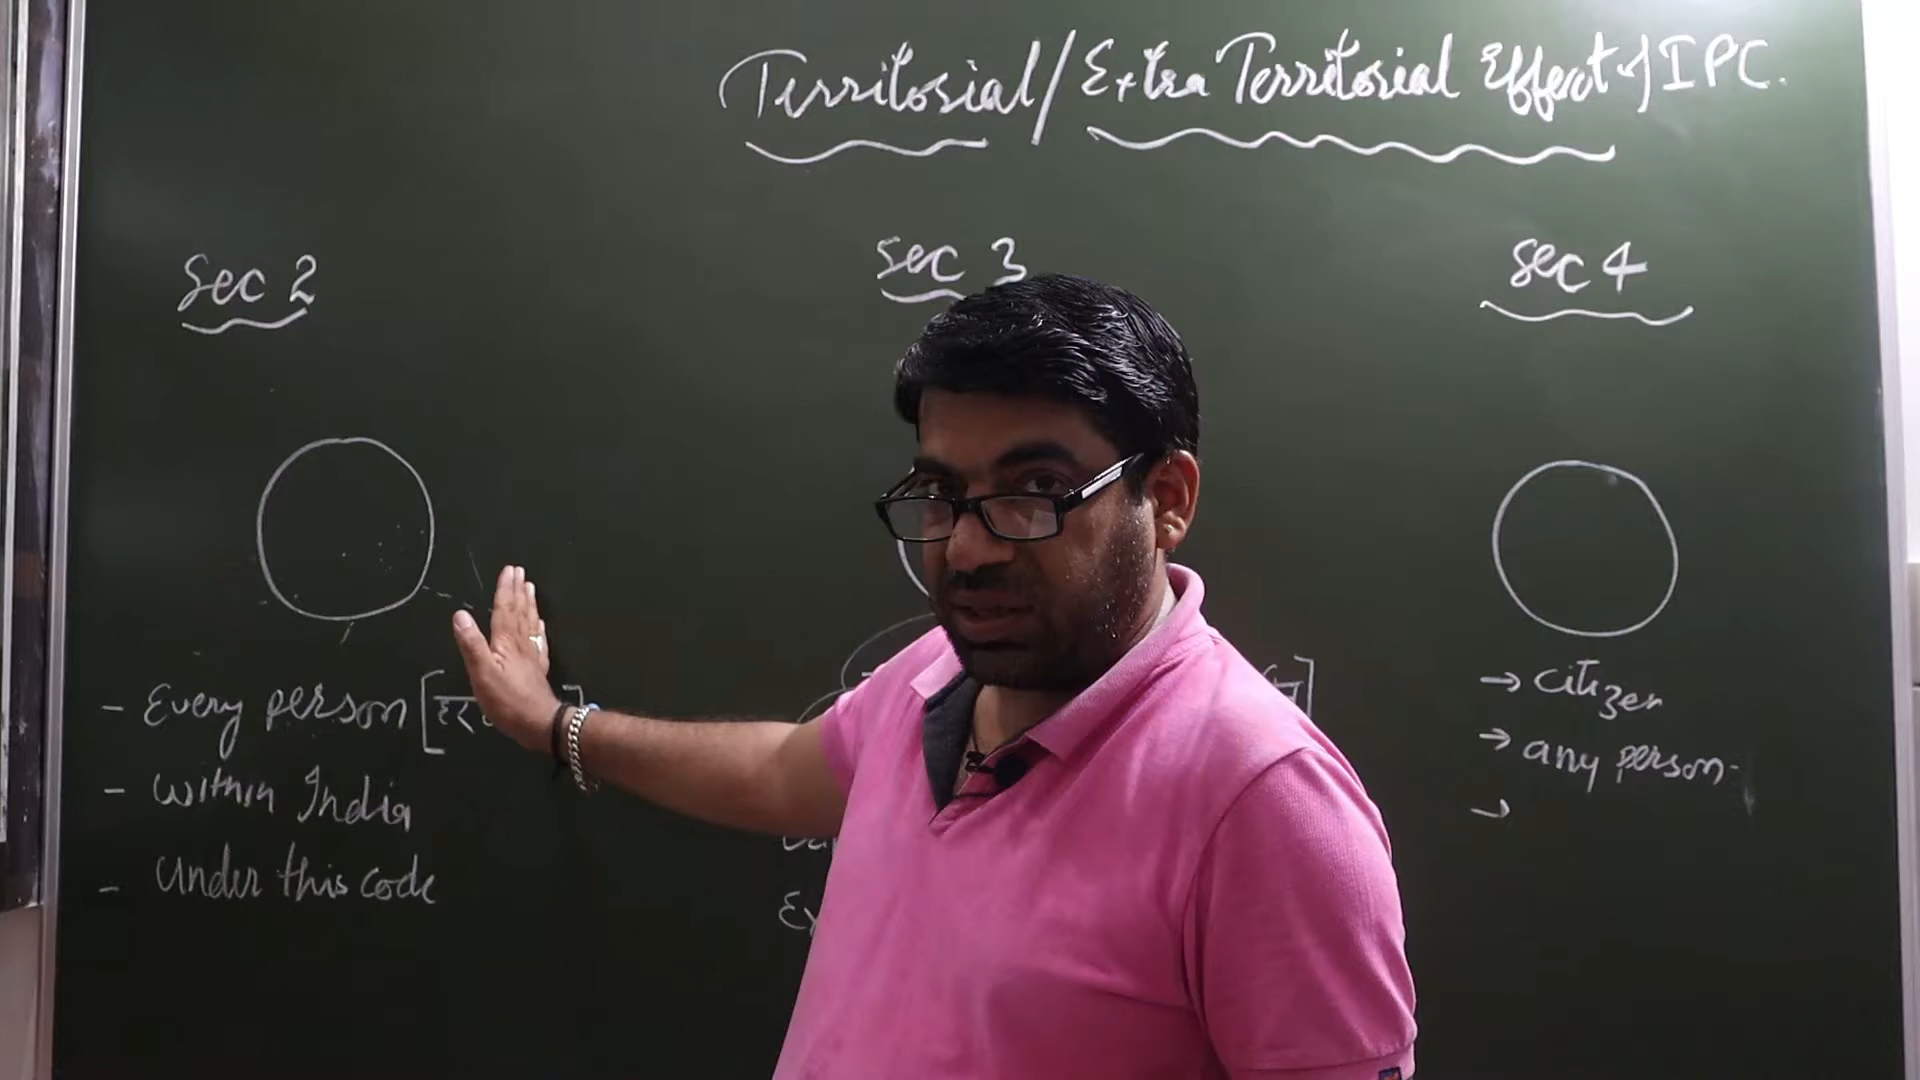 Territorial/Extra Territorial Effect of IPC.
Sec 2
Sec 3
Sec 4
- Every person [
- within India
- Under this code
→ citizen
→ any person
→